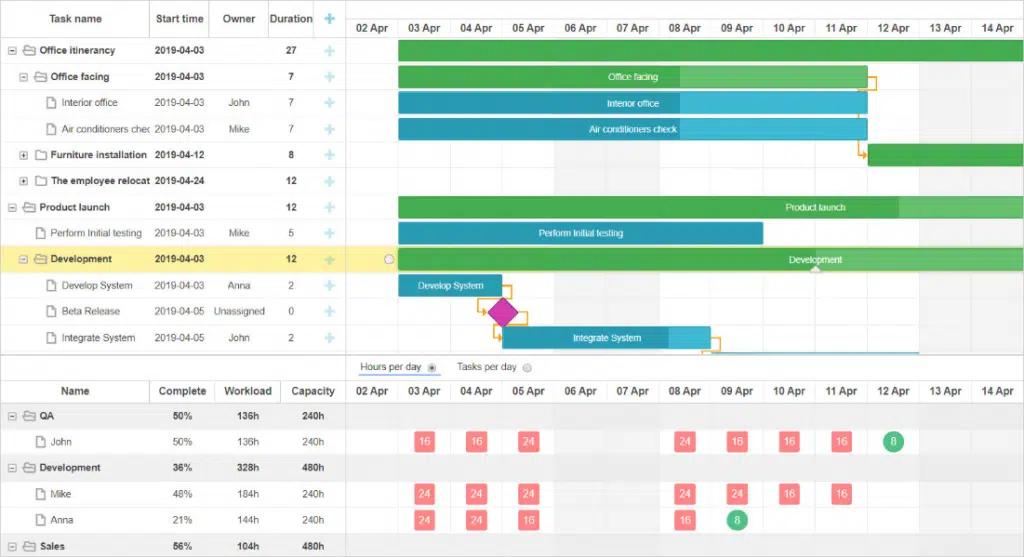 Task name Start time Owner Duration
02 Apr 03 Apr 04 Apr 05 Apr 06 Apr 07 Apr 08 Apr 09 Apr 10 Apr 11 Apr 12 Apr 13 Apr 14 Apr
Office itinerancy 2019-04-03 27
Office facing 2019-04-03 7 Office facing
Interior office 2019-04-03 John 7 Interior office
Air conditioners chec 2019-04-03 Mike 7 Air conditioners check
Furniture installation 2019-04-12 8
The employee relocat 2019-04-24 12
Product launch 2019-04-03 12 Product launch
Perform Initial testing 2019-04-03 Mike 5 Perform Initial testing
Development 2019-04-03 12 Development
Develop System 2019-04-03 Anna 2 Develop System
Beta Release 2019-04-05 Unassigned 0
Integrate System 2019-04-05 John 2 Integrate System
Hours per day Tasks per day
Name Complete Workload Capacity 02 Apr 03 Apr 04 Apr 05 Apr 06 Apr 07 Apr 08 Apr 09 Apr 10 Apr 11 Apr 12 Apr 13 Apr 14 Apr
QA 50% 136h 240h
John 50% 136h 240h 16 16 24 24 16 16 16 8
Development 36% 328h 480h
Mike 48% 184h 240h 24 24 24 24 24 16 16
Anna 21% 144h 240h 24 24 16 16 8
Sales 56% 104h 480h